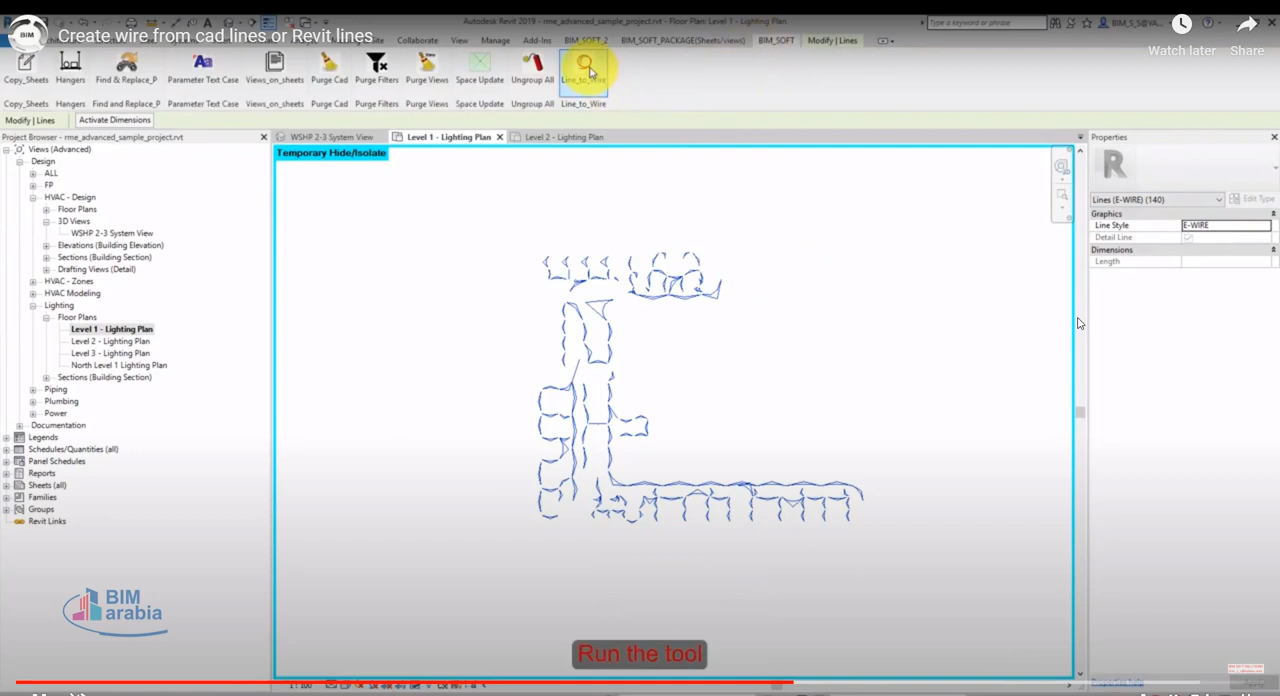 Autodesk Revit 2019 - rme_advanced_sample_project.rvt - Floor Plan: Level 1 - Lighting Plan
Type a keyword or phrase
BIM
Create wire from cad lines or Revit lines
Collaborate View Manage Add-Ins BIM_SOFT_2 BIM_SOFT_PACKAGE(Sheets/views) BIM_SOFT Modify | Lines
Watch later Share
Copy_Sheets Hangers Find & Replace_P Parameter Text Case Views_on_sheets Purge Cad Purge Filters Purge Views Space Update Ungroup All Line_to_Wire
Copy_Sheets Hangers Find and Replace_P Parameter Text Case Views_on_sheets Purge Cad Purge Filters Purge Views Space Update Ungroup All Line_to_Wire
Modify | Lines Activate Dimensions
Project Browser - rme_advanced_sample_project.rvt
WSHP 2-3 System View Level 1 - Lighting Plan Level 2 - Lighting Plan
Properties
Temporary Hide/Isolate
Views (Advanced)
Design
ALL
FP
HVAC - Design
Floor Plans
3D Views
WSHP 2-3 System View
Elevations (Building Elevation)
Sections (Building Section)
Drafting Views (Detail)
HVAC - Zones
HVAC Modeling
Lighting
Floor Plans
Level 1 - Lighting Plan
Level 2 - Lighting Plan
Level 3 - Lighting Plan
North Level 1 Lighting Plan
Sections (Building Section)
Piping
Plumbing
Power
Documentation
Legends
Schedules/Quantities (all)
Panel Schedules
Reports
Sheets (all)
Families
Groups
Revit Links
R
Lines (E-WIRE) (140) Edit Type
Graphics
Line Style E-WIRE
Detail Line
Dimensions
Length
BIM
arabia
Run the tool
Properties help